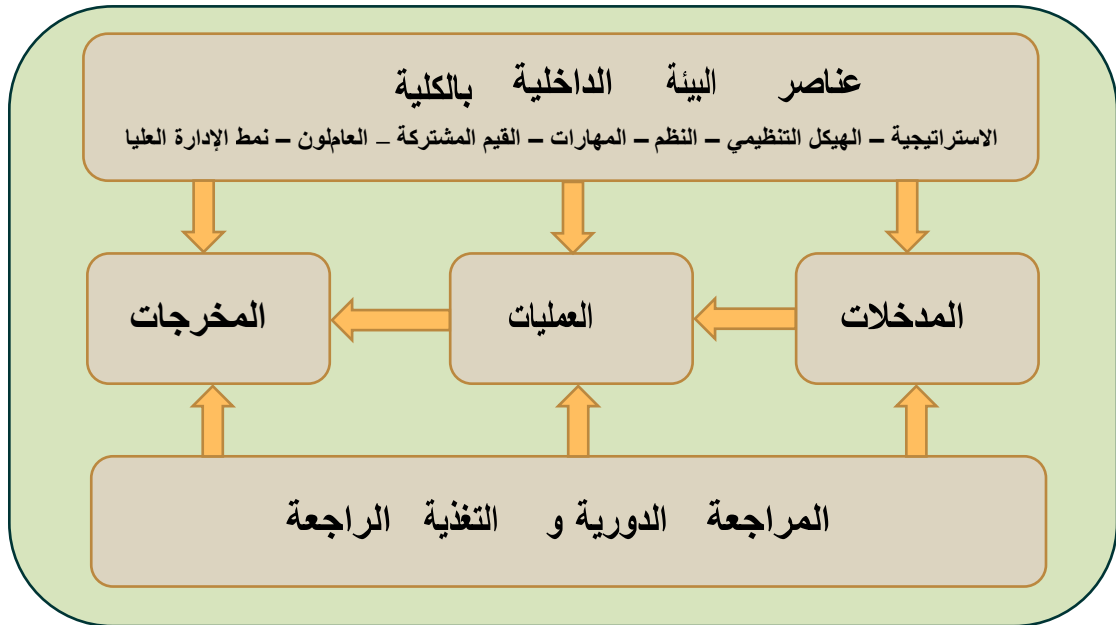 عناصر البيئة الداخلية بالكلية
الاستراتيجية – الهيكل التنظيمي – النظم – المهارات – القيم المشتركة – العاملون – نمط الإدارة العليا
المدخلات
العمليات
المخرجات
المراجعة الدورية و التغذية الراجعة